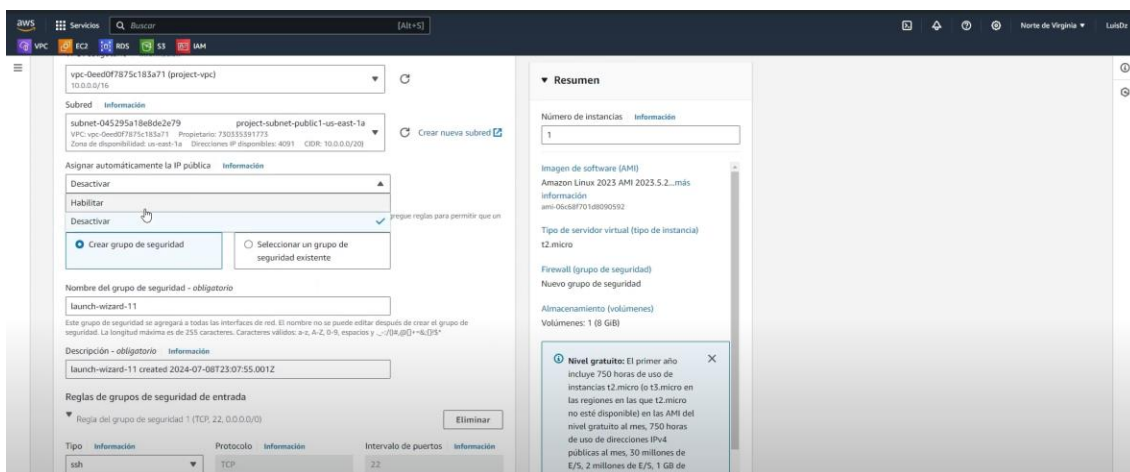 aws
Servicios
Buscar
[Alt+S]
Norte de Virginia
VPC
EC2
RDS
S3
IAM
vpc-0eed0f7875c183a71 (project-vpc)
10.0.0.0/16
Subred Información
subnet-045295a18e8de2e79 project-subnet-public1-us-east-1a
VPC: vpc-0eed0f7875c183a71 Propietario: 730335391773
Zona de disponibilidad: us-east-1a Direcciones IP disponibles: 4091 CIDR: 10.0.0.0/20)
Crear nueva subred
Asignar automáticamente la IP pública Información
Desactivar
Habilitar
Desactivar
pregue reglas para permitir que un
Crear grupo de seguridad
Seleccionar un grupo de
seguridad existente
Nombre del grupo de seguridad - obligatorio
launch-wizard-11
Este grupo de seguridad se agregará a todas las interfaces de red. El nombre no se puede editar después de crear el grupo de
seguridad. La longitud máxima es de 255 caracteres. Caracteres válidos: a-z, A-Z, 0-9, espacios y
Descripción - obligatorio Información
launch-wizard-11 created 2024-07-08T23:07:55.001Z
Reglas de grupos de seguridad de entrada
Regla del grupo de seguridad 1 (TCP, 22, 0.0.0.0/0)
Eliminar
Tipo Información
Protocolo Información
Intervalo de puertos Información
ssh
TCP
22
Resumen
Número de instancias Información
1
Imagen de software (AMI)
Amazon Linux 2023 AMI 2023.5.2...más
información
ami-06c68f701d8090592
Tipo de servidor virtual (tipo de instancia)
t2.micro
Firewall (grupo de seguridad)
Nuevo grupo de seguridad
Almacenamiento (volúmenes)
Volúmenes: 1 (8 GiB)
Nivel gratuito: El primer año
incluye 750 horas de uso de
instancias t2.micro (o t3.micro en
las regiones en las que t2.micro
no esté disponible) en las AMI del
nivel gratuito al mes, 750 horas
de uso de direcciones IPv4
públicas al mes, 30 millones de
E/S, 2 millones de E/S, 1 GB de